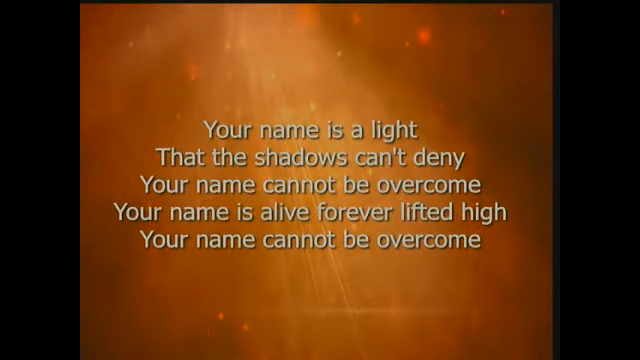 Your name is a light
That the shadows can't deny
Your name cannot be overcome
Your name is alive forever lifted high
Your name cannot be overcome